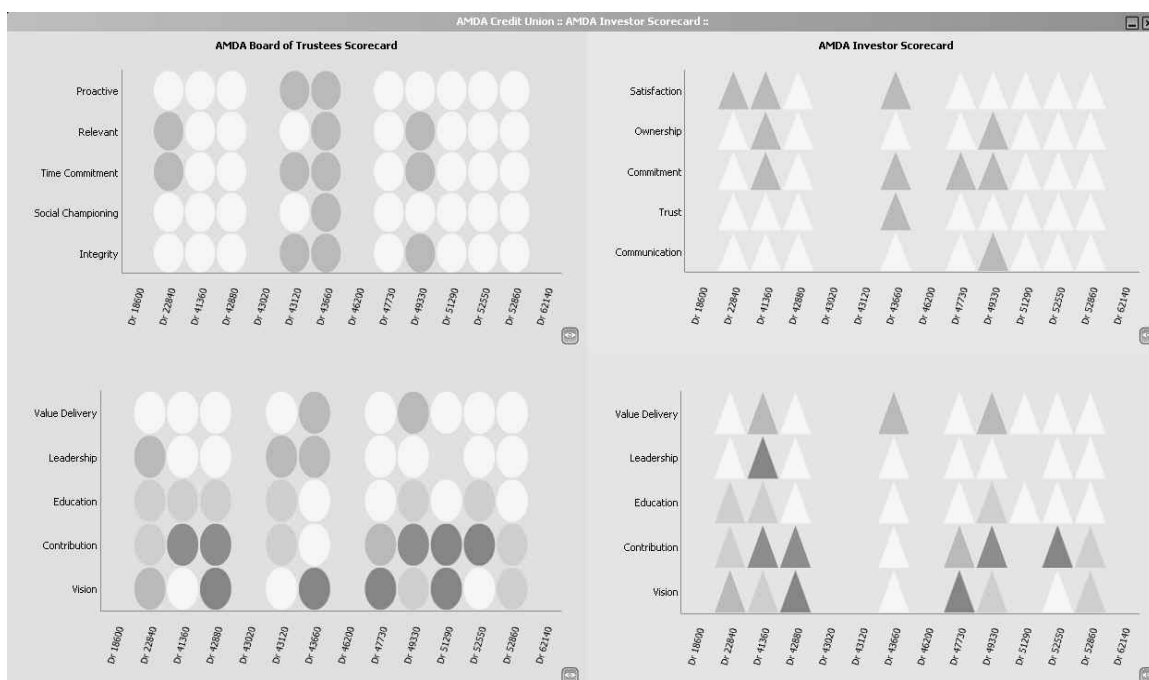 AMDA Credit Union :: AMDA Investor Scorecard ::
AMDA Board of Trustees Scorecard
Proactive
Relevant
Time Commitment
Social Championing
Integrity
Dr 18600
Dr 22840
Dr 41360
Dr 42880
Dr 43020
Dr 43120
Dr 43660
Dr 46200
Dr 47730
Dr 49330
Dr 51290
Dr 52550
Dr 52860
Dr 62140
AMDA Investor Scorecard
Satisfaction
Ownership
Commitment
Trust
Communication
Dr 18600
Dr 22840
Dr 41360
Dr 42880
Dr 43020
Dr 43120
Dr 43660
Dr 46200
Dr 47730
Dr 49330
Dr 51290
Dr 52550
Dr 52860
Dr 62140
Value Delivery
Leadership
Education
Contribution
Vision
Dr 18600
Dr 22840
Dr 41360
Dr 42880
Dr 43020
Dr 43120
Dr 43660
Dr 46200
Dr 47730
Dr 49330
Dr 51290
Dr 52550
Dr 52860
Dr 62140
Value Delivery
Leadership
Education
Contribution
Vision
Dr 18600
Dr 22840
Dr 41360
Dr 42880
Dr 43020
Dr 43120
Dr 43660
Dr 46200
Dr 47730
Dr 49330
Dr 51290
Dr 52550
Dr 52860
Dr 62140